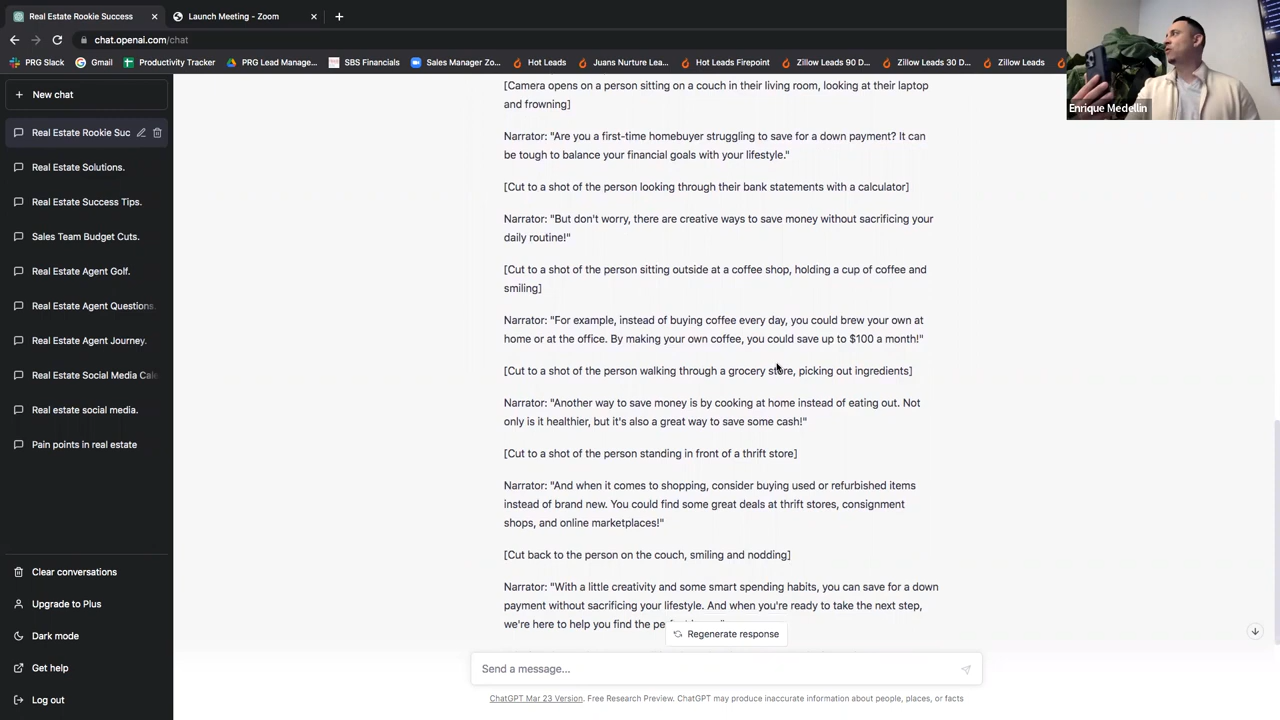 Real Estate Rookie Success
Launch Meeting - Zoom
chat.openai.com/chat
PRG Slack
Gmail
Productivity Tracker
PRG Lead Manage...
SBS Financials
Sales Manager Zo...
Hot Leads
Juans Nurture Lea...
Hot Leads Firepoint
Zillow Leads 90 D...
Zillow Leads 30 D...
Zillow Leads
Enrique Medellin
New chat
Real Estate Rookie Suc
Real Estate Solutions.
Real Estate Success Tips.
Sales Team Budget Cuts.
Real Estate Agent Golf.
Real Estate Agent Questions.
Real Estate Agent Journey.
Real Estate Social Media Cale
Real estate social media.
Pain points in real estate
Clear conversations
Upgrade to Plus
Dark mode
Get help
Log out
[Camera opens on a person sitting on a couch in their living room, looking at their laptop
and frowning]
Narrator: "Are you a first-time homebuyer struggling to save for a down payment? It can
be tough to balance your financial goals with your lifestyle."
[Cut to a shot of the person looking through their bank statements with a calculator]
Narrator: "But don't worry, there are creative ways to save money without sacrificing your
daily routine!"
[Cut to a shot of the person sitting outside at a coffee shop, holding a cup of coffee and
smiling]
Narrator: "For example, instead of buying coffee every day, you could brew your own at
home or at the office. By making your own coffee, you could save up to $100 a month!"
[Cut to a shot of the person walking through a grocery store, picking out ingredients]
Narrator: "Another way to save money is by cooking at home instead of eating out. Not
only is it healthier, but it's also a great way to save some cash!"
[Cut to a shot of the person standing in front of a thrift store]
Narrator: "And when it comes to shopping, consider buying used or refurbished items
instead of brand new. You could find some great deals at thrift stores, consignment
shops, and online marketplaces!"
[Cut back to the person on the couch, smiling and nodding]
Narrator: "With a little creativity and some smart spending habits, you can save for a down
payment without sacrificing your lifestyle. And when you're ready to take the next step,
we're here to help you find the
Regenerate response
Send a message...
ChatGPT Mar 23 Version. Free Research Preview. ChatGPT may produce inaccurate information about people, places, or facts